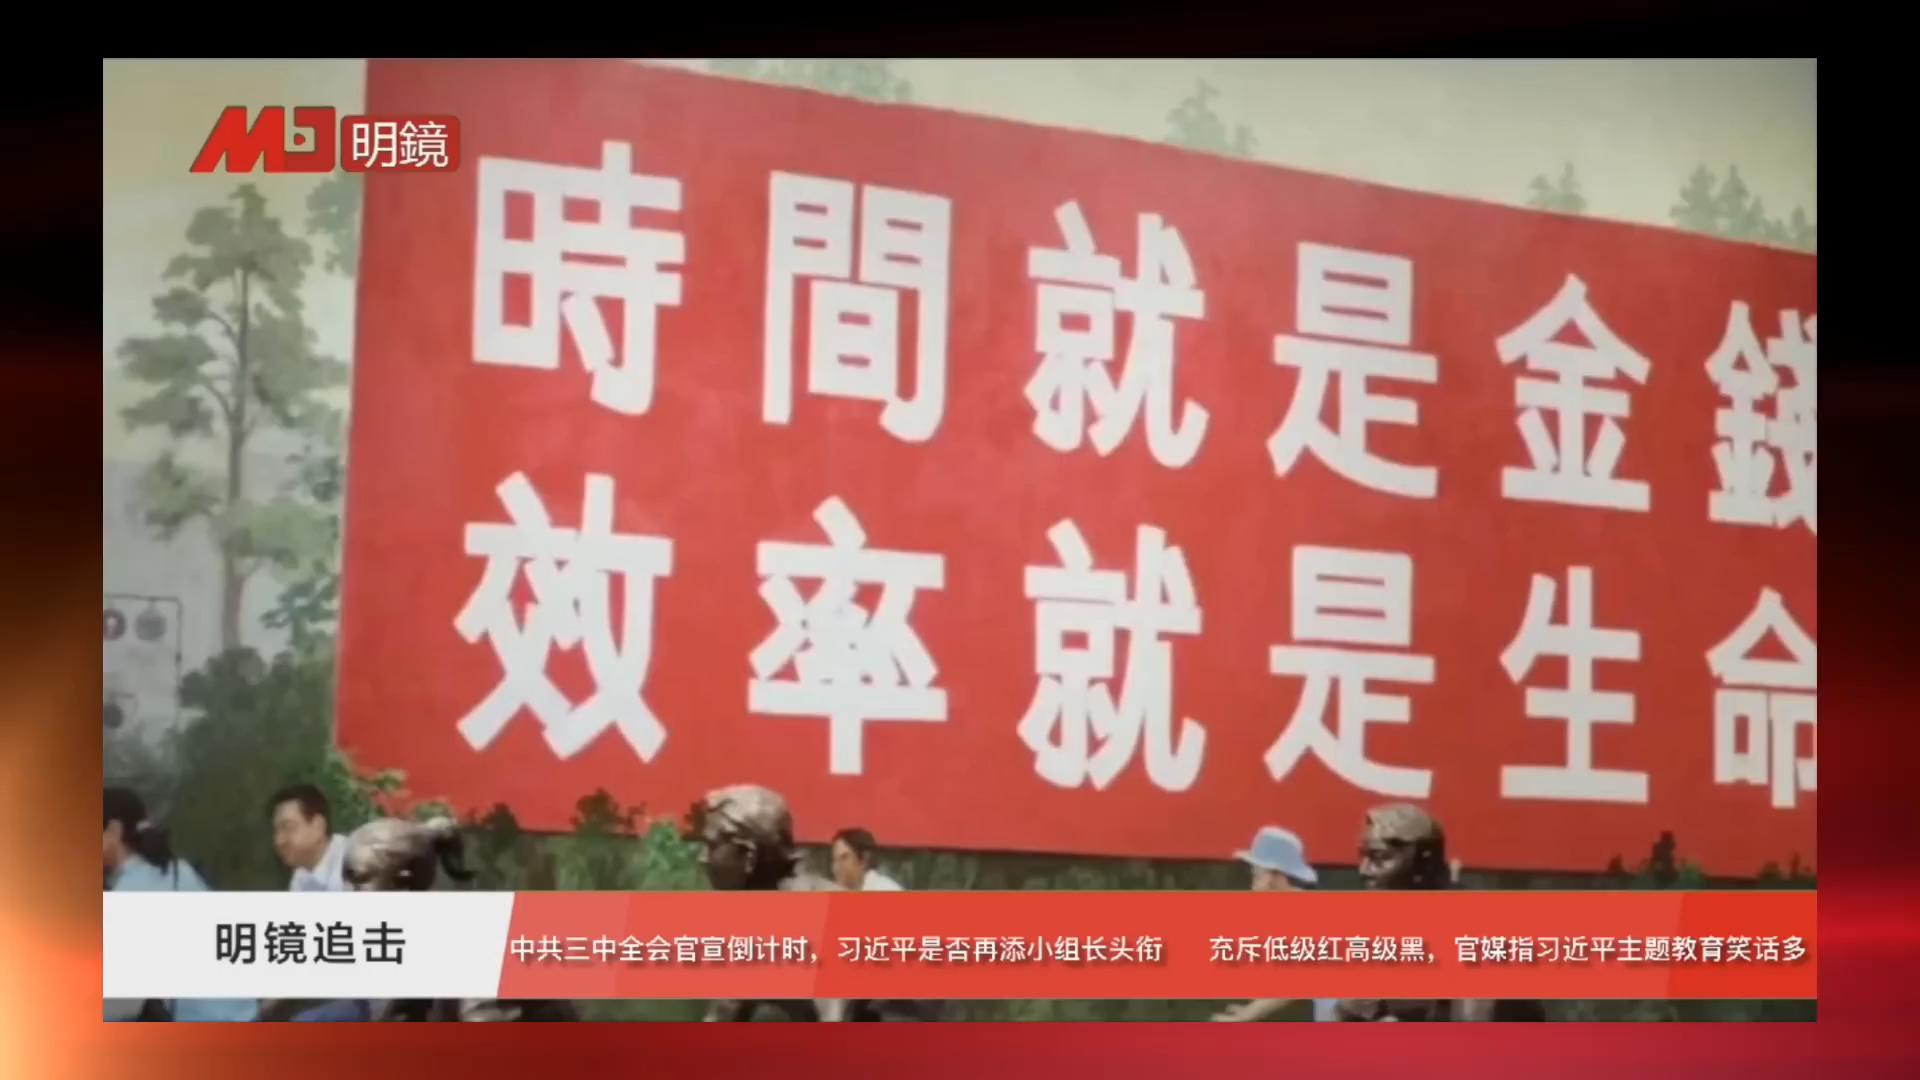 明鏡
時間就是金錢
效率就是生命
明镜追击
中共三中全会官宣倒计时，习近平是否再添小组长头衔
充斥低级红高级黑，官媒指习近平主题教育笑话多